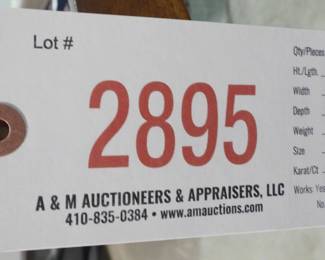 Lot #
2895
A & M AUCTIONEERS & APPRAISERS, LLC
410-835-0384 • www.amauctions.com
Qty/Pieces
Ht./Lgth.
Width
Depth
Weight
Size
Karat/Ct
Works Yes
No